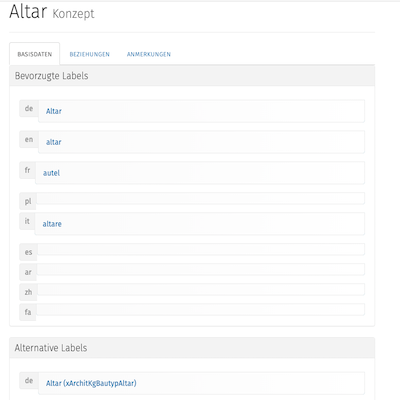 Altar Konzept
BASISDATEN BEZIEHUNGEN ANMERKUNGEN
Bevorzugte Labels
de Altar
en altar
fr autel
pl
it altare
es
ar
zh
fa
Alternative Labels
de Altar (xArchitKgBautypAltar)